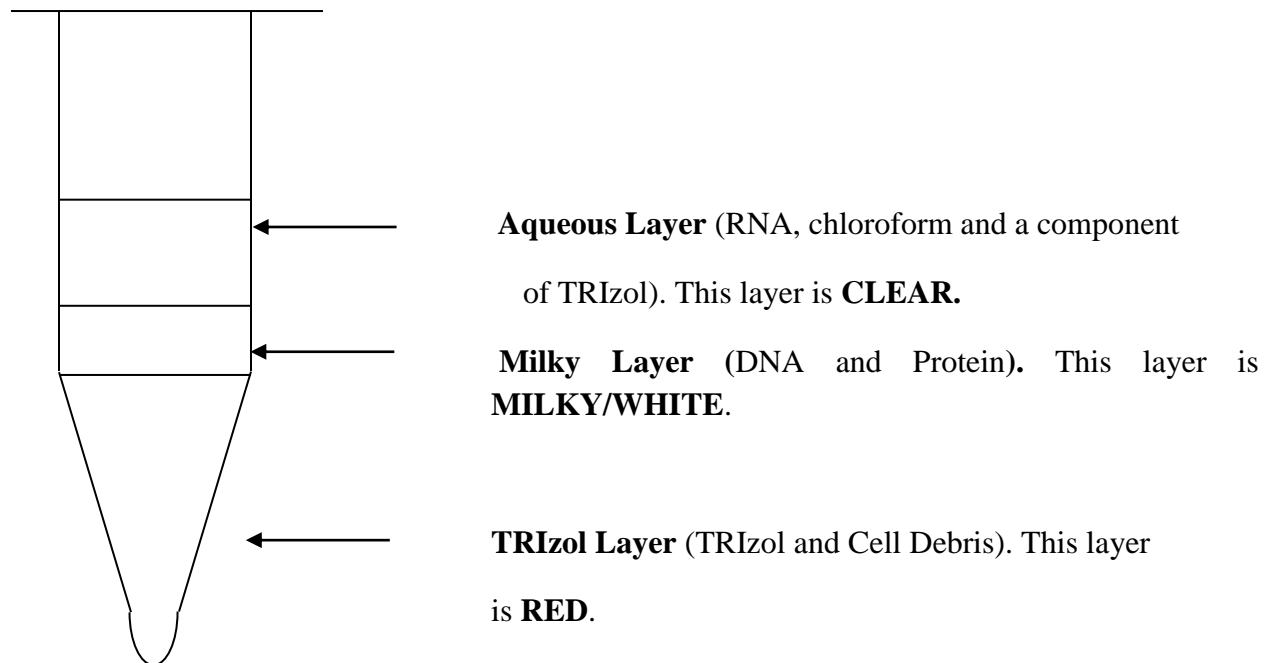 Aqueous Layer (RNA, chloroform and a component
of TRIzol). This layer is CLEAR.
Milky Layer (DNA and Protein). This layer is
MILKY/WHITE.
TRIzol Layer (TRIzol and Cell Debris). This layer
is RED.